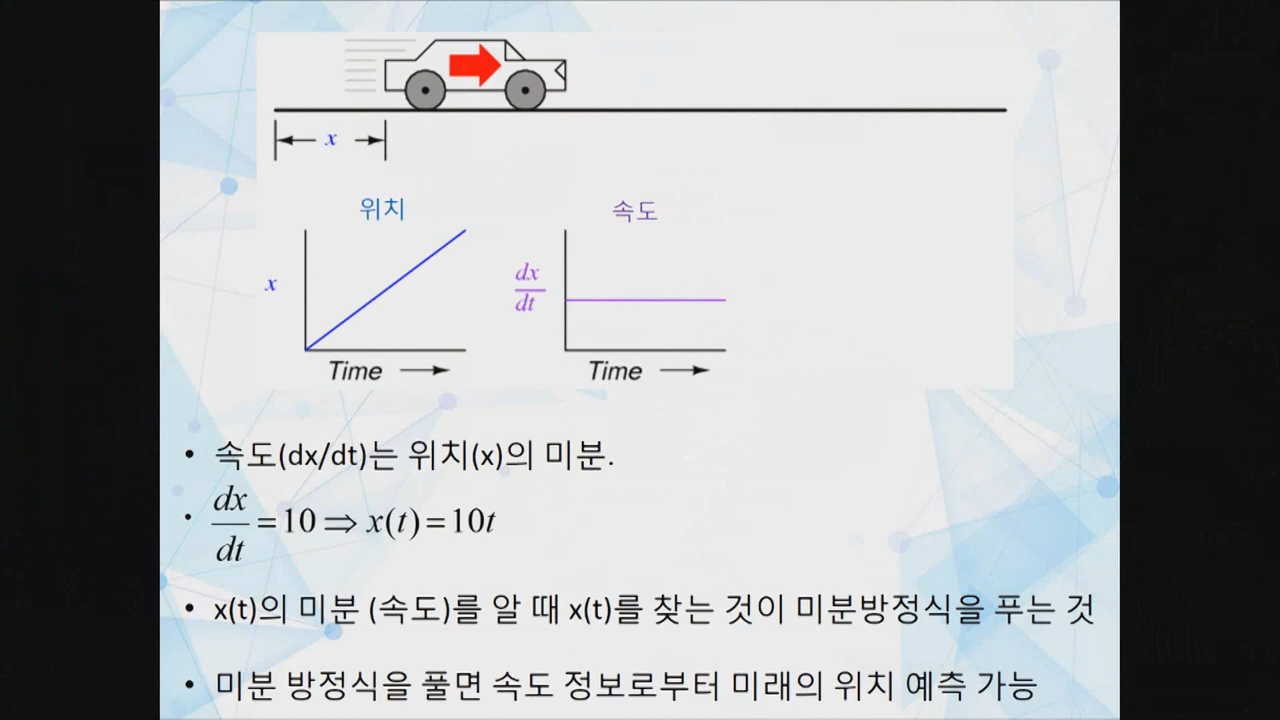 x
위치
속도
x
dx
dt
Time
Time
• 속도(dx/dt)는 위치(x)의 미분.
• dx/dt = 10 ⇒ x(t) = 10t
• x(t)의 미분 (속도)를 알 때 x(t)를 찾는 것이 미분방정식을 푸는 것
• 미분 방정식을 풀면 속도 정보로부터 미래의 위치 예측 가능